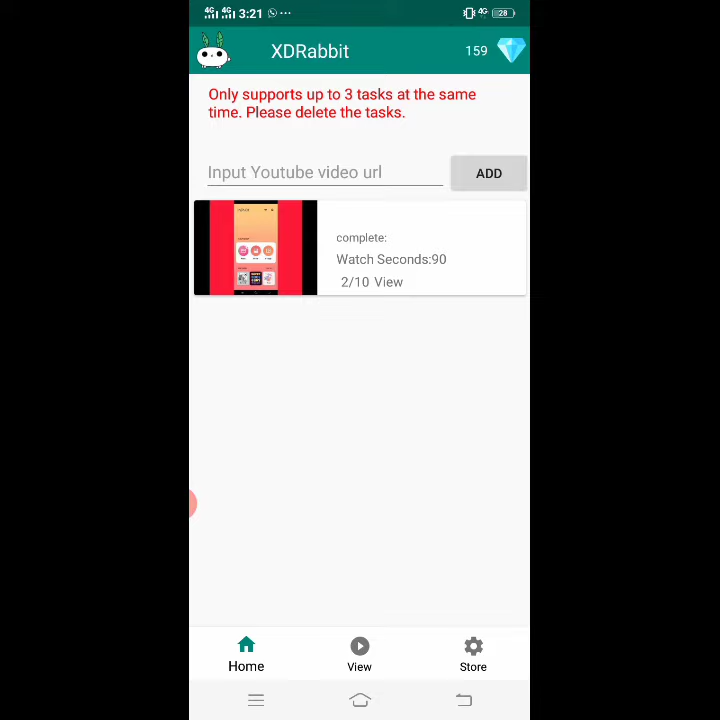 4G 4G 3:21 ... 4G 28
XDRabbit 159
Only supports up to 3 tasks at the same
time. Please delete the tasks.
Input Youtube video url ADD
complete:
Watch Seconds:90
2/10 View
Home View Store